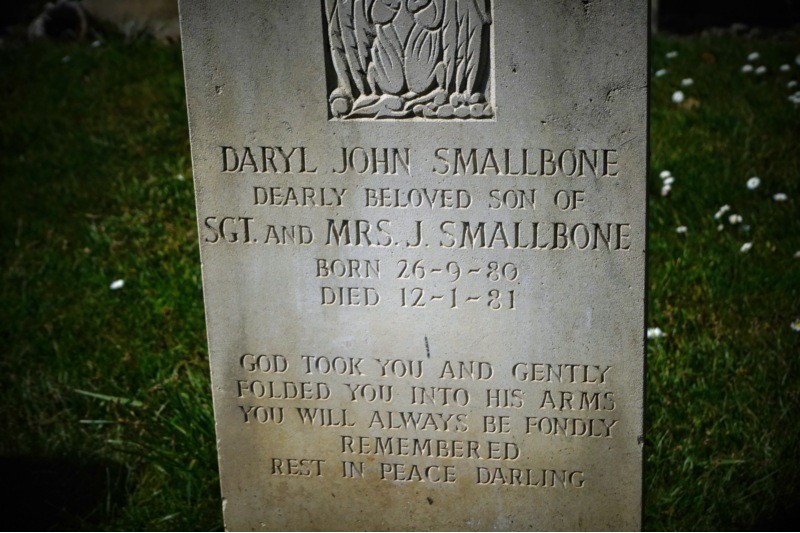 DARYL JOHN SMALLBONE
DEARLY BELOVED SON OF
SGT. AND MRS. J. SMALLBONE
BORN 26-9-80
DIED 12-1-81
GOD TOOK YOU AND GENTLY
FOLDED YOU INTO HIS ARMS
YOU WILL ALWAYS BE FONDLY
REMEMBERED
REST IN PEACE DARLING